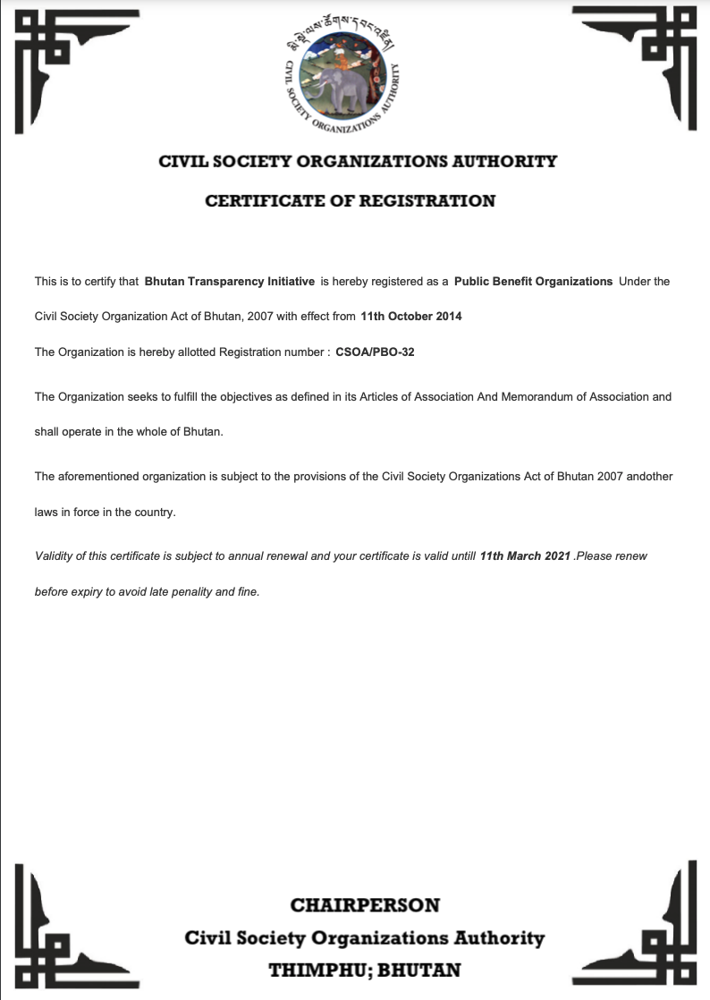 མི་སྡེ་ལས་ཚོགས་དབང་འཛིན།
CIVIL SOCIETY ORGANIZATIONS AUTHORITY
CIVIL SOCIETY ORGANIZATIONS AUTHORITY
CERTIFICATE OF REGISTRATION
This is to certify that Bhutan Transparency Initiative is hereby registered as a Public Benefit Organizations Under the
Civil Society Organization Act of Bhutan, 2007 with effect from 11th October 2014
The Organization is hereby allotted Registration number : CSOA/PBO-32
The Organization seeks to fulfill the objectives as defined in its Articles of Association And Memorandum of Association and
shall operate in the whole of Bhutan.
The aforementioned organization is subject to the provisions of the Civil Society Organizations Act of Bhutan 2007 andother
laws in force in the country.
Validity of this certificate is subject to annual renewal and your certificate is valid untill 11th March 2021 .Please renew
before expiry to avoid late penality and fine.
CHAIRPERSON
Civil Society Organizations Authority
THIMPHU; BHUTAN